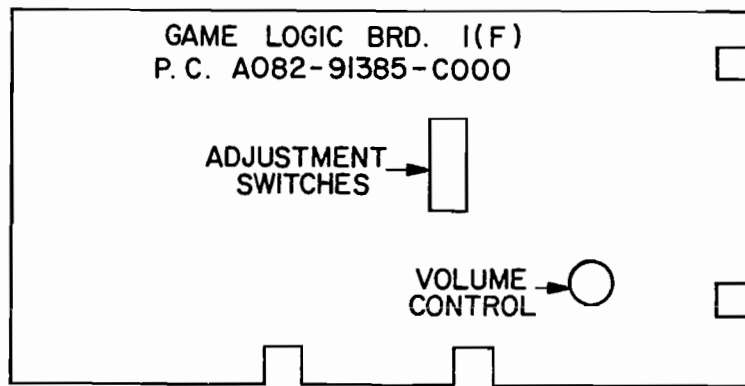 GAME LOGIC BRD. 1(F)
P.C. A082-91385-C000
ADJUSTMENT
SWITCHES
VOLUME
CONTROL